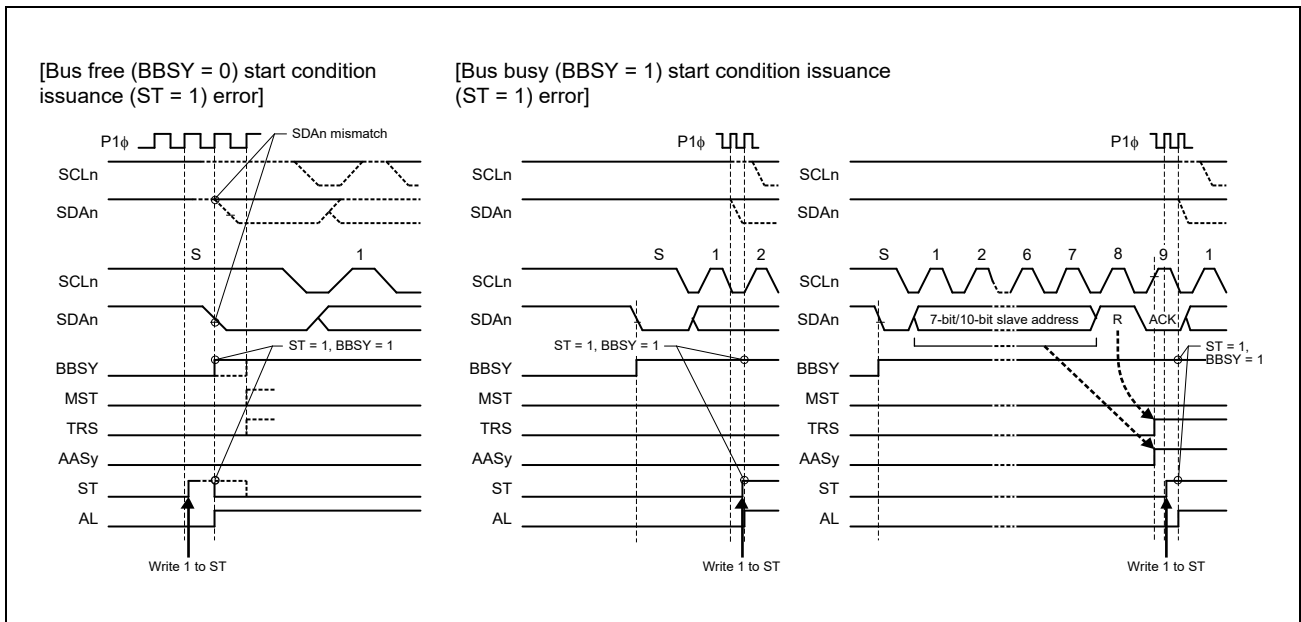 [Bus free (BBSY = 0) start condition
issuance (ST = 1) error]
P1ϕ
SDAn mismatch
SCLn
SDAn
S 1
SCLn
SDAn
ST = 1, BBSY = 1
BBSY
MST
TRS
AASy
ST
AL
Write 1 to ST
[Bus busy (BBSY = 1) start condition issuance
(ST = 1) error]
P1ϕ
SCLn
SDAn
S 1 2
SCLn
SDAn
ST = 1, BBSY = 1
BBSY
MST
TRS
AASy
ST
AL
Write 1 to ST
P1ϕ
SCLn
SDAn
S 1 2 6 7 8 9 1
SCLn
SDAn
7-bit/10-bit slave address R ACK
ST = 1,
BBSY = 1
BBSY
MST
TRS
AASy
ST
AL
Write 1 to ST